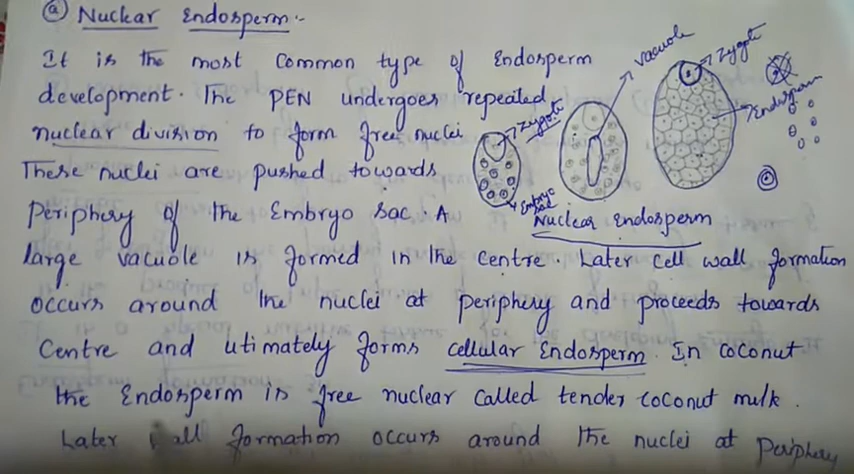 ⓐ Nuclear Endosperm:-
It is the most common type of Endosperm
development. The PEN undergoes repeated
nuclear division to form free nuclei
These nuclei are pushed towards
Periphery of the Embryo sac. A
large vacuole is formed in the centre. Later cell wall formation
occurs around the nuclei at periphery and proceeds towards
Centre and utimately forms cellular Endosperm. In coconut
the Endosperm is free nuclear called tender coconut milk.
Later wall formation occurs around the nuclei at periphery
Zygote
Embryo
sac
Vacuole
Zygote
Endosperm
Nuclear Endosperm